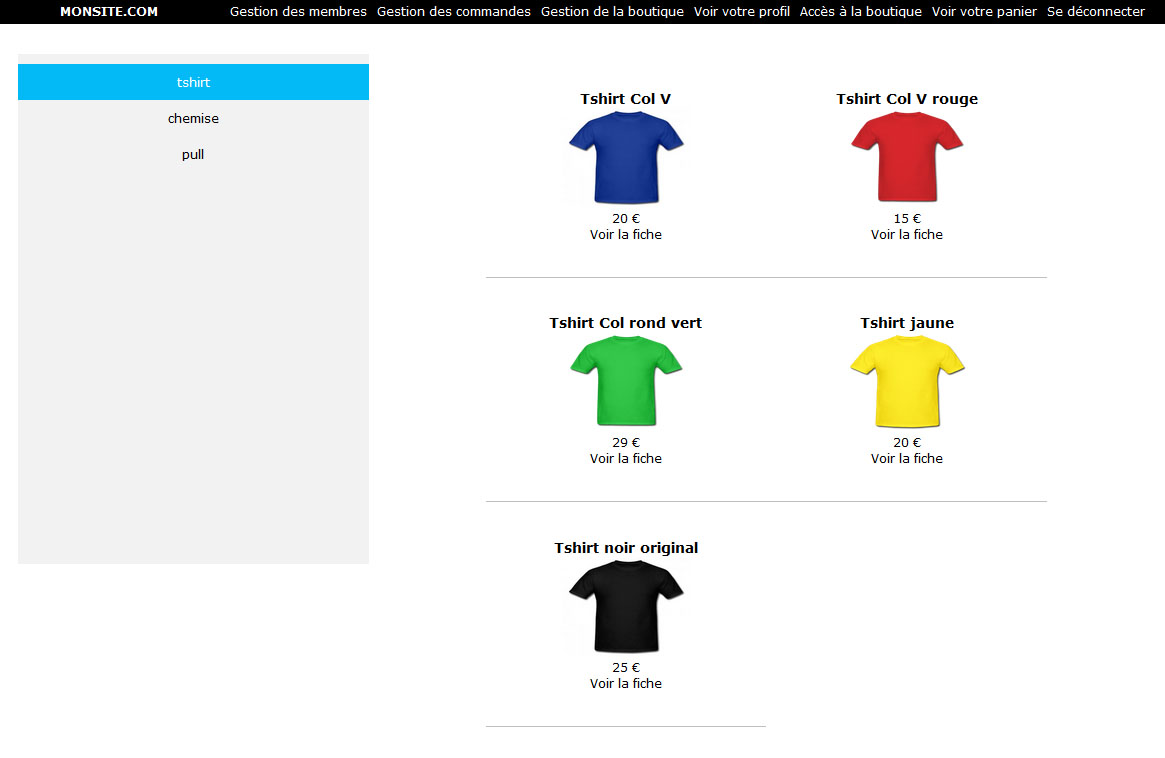 MONSITE.COM Gestion des membres Gestion des commandes Gestion de la boutique Voir votre profil Accès à la boutique Voir votre panier Se déconnecter
tshirt
chemise
pull
Tshirt Col V Tshirt Col V rouge
20 € 15 €
Voir la fiche Voir la fiche
Tshirt Col rond vert Tshirt jaune
29 € 20 €
Voir la fiche Voir la fiche
Tshirt noir original
25 €
Voir la fiche